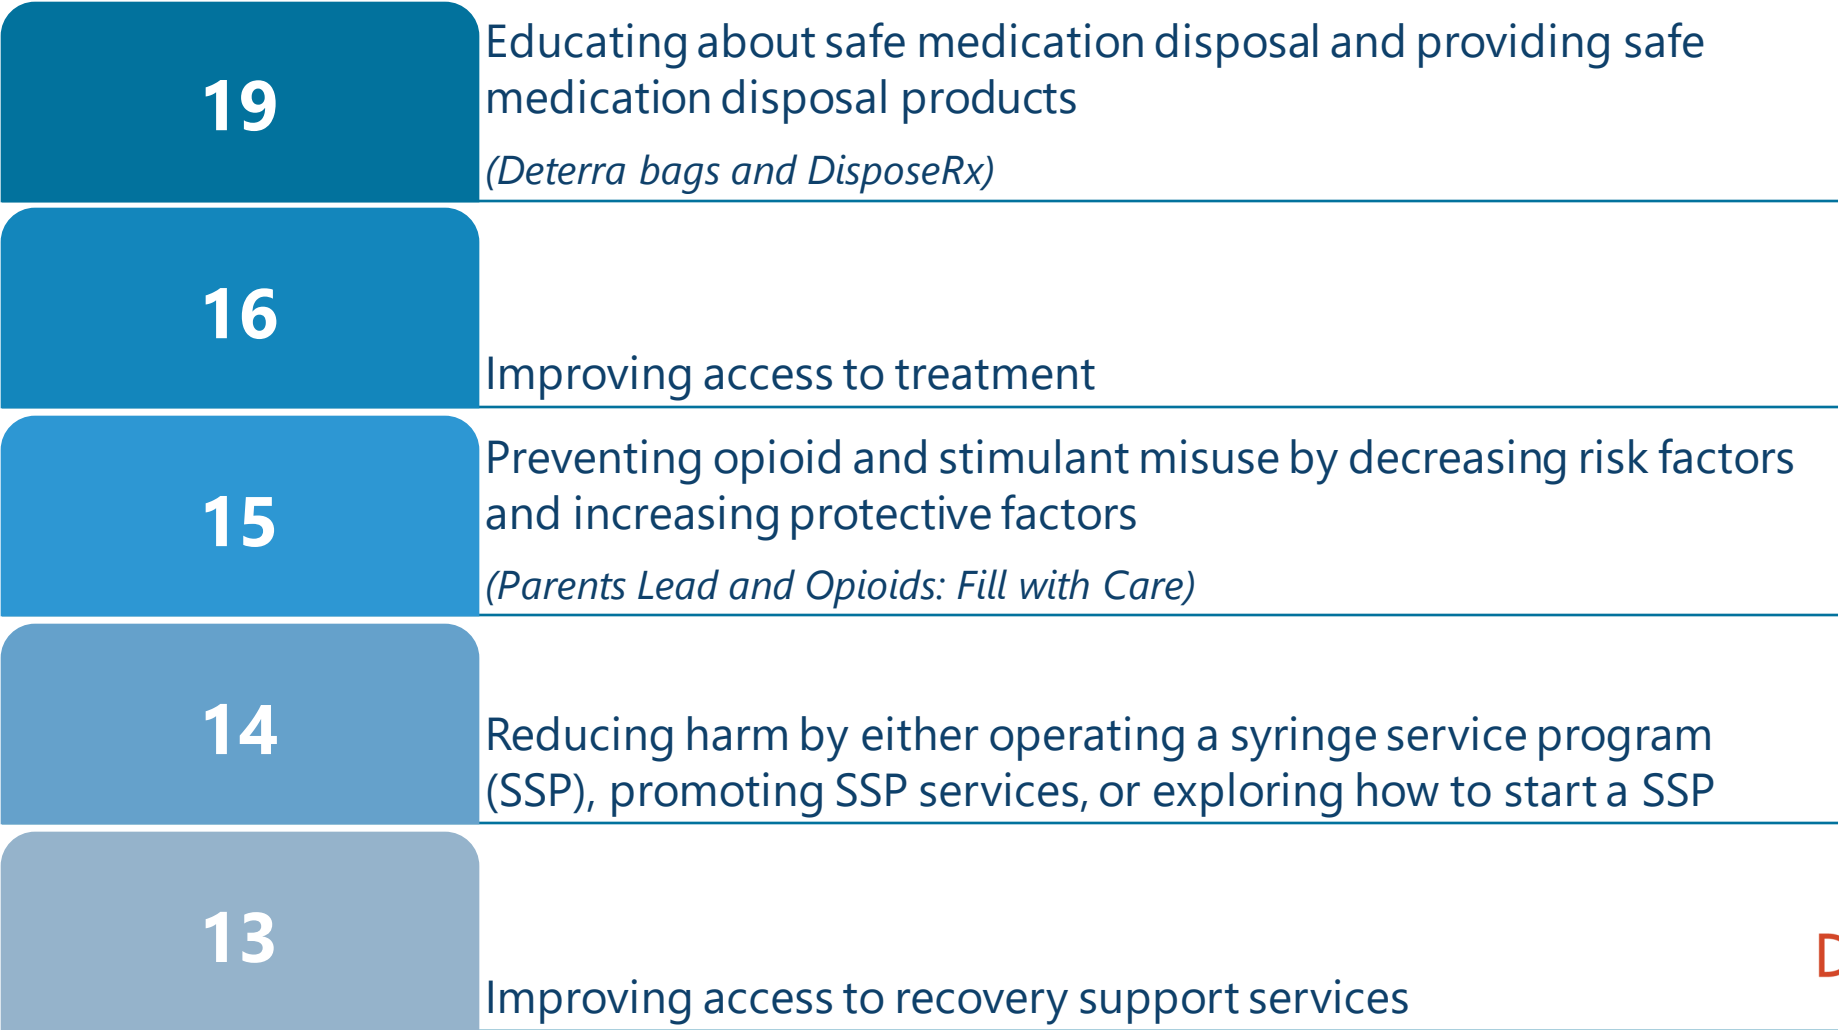 19
Educating about safe medication disposal and providing safe
medication disposal products
(Deterra bags and DisposeRx)
16
Improving access to treatment
15
Preventing opioid and stimulant misuse by decreasing risk factors
and increasing protective factors
(Parents Lead and Opioids: Fill with Care)
14
Reducing harm by either operating a syringe service program
(SSP), promoting SSP services, or exploring how to start a SSP
13
Improving access to recovery support services